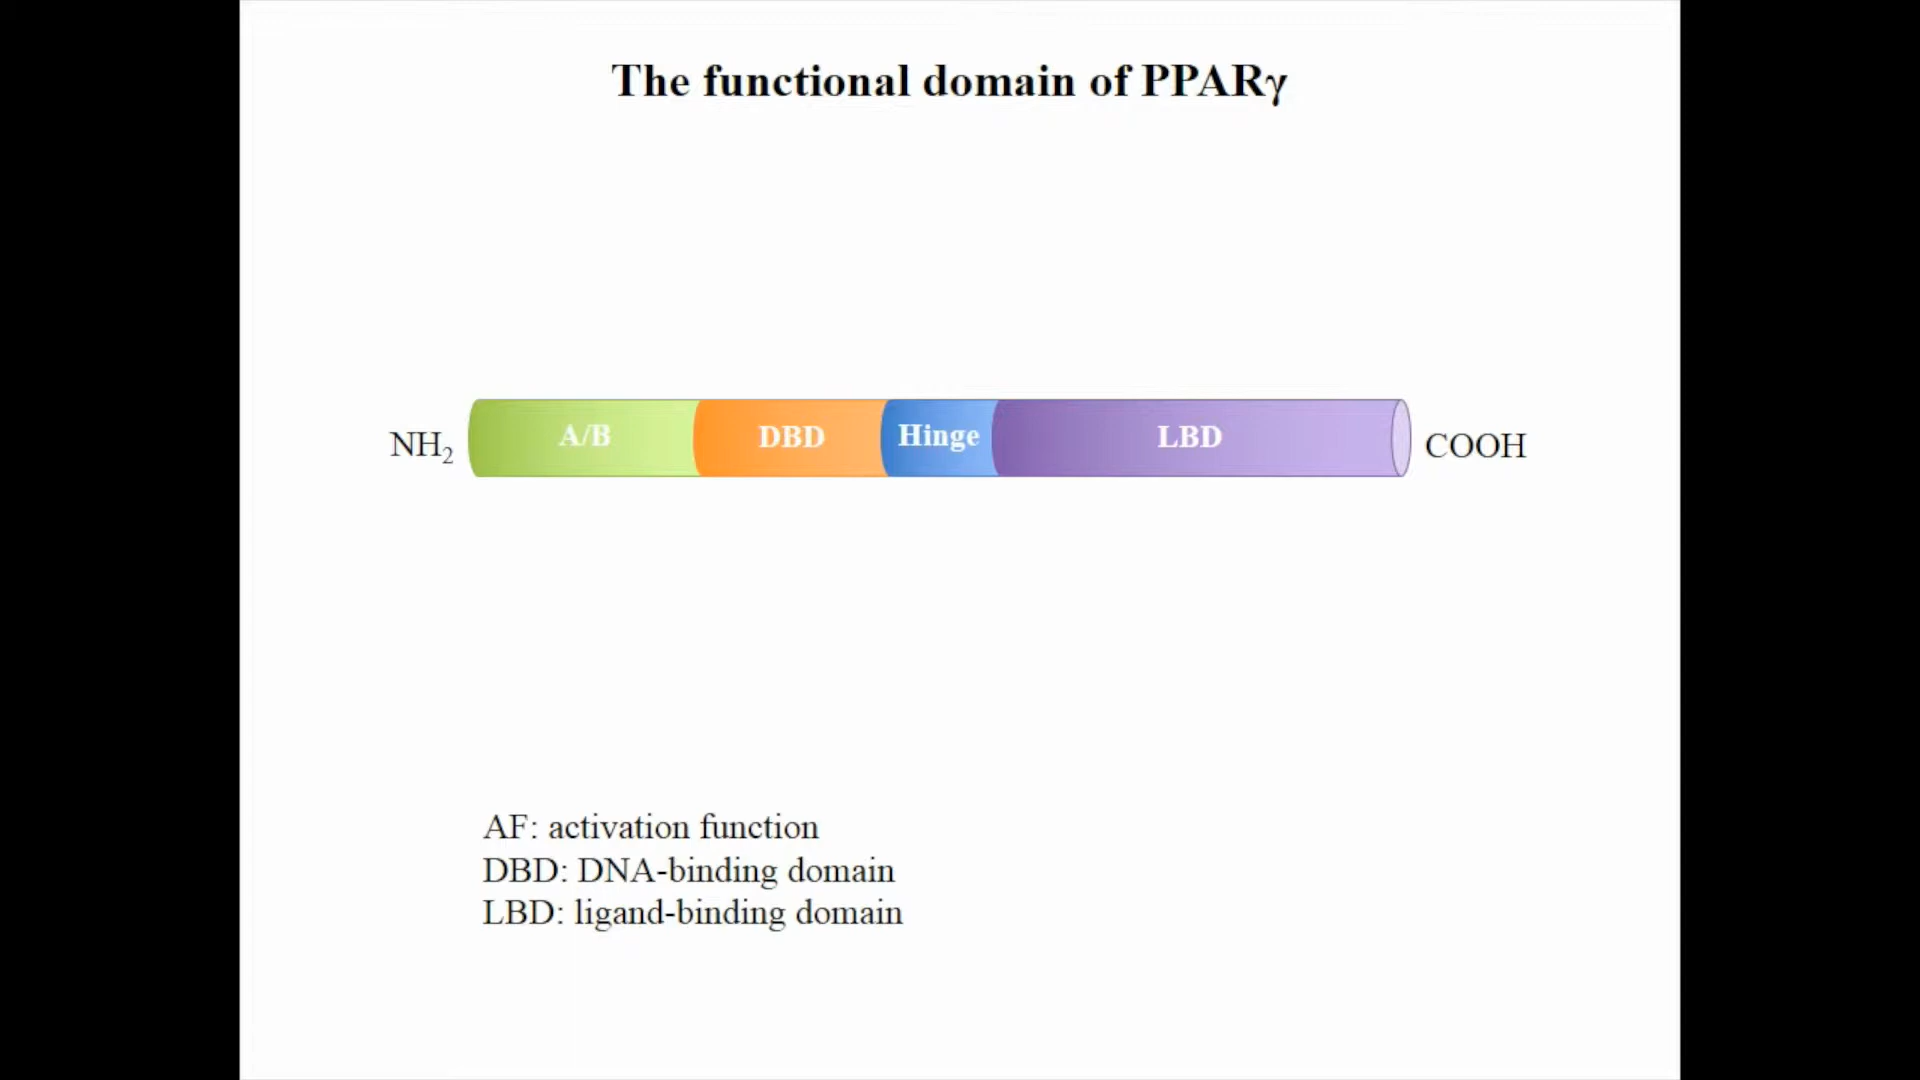 The functional domain of PPARγ
NH₂ A/B DBD Hinge LBD COOH
AF: activation function
DBD: DNA-binding domain
LBD: ligand-binding domain